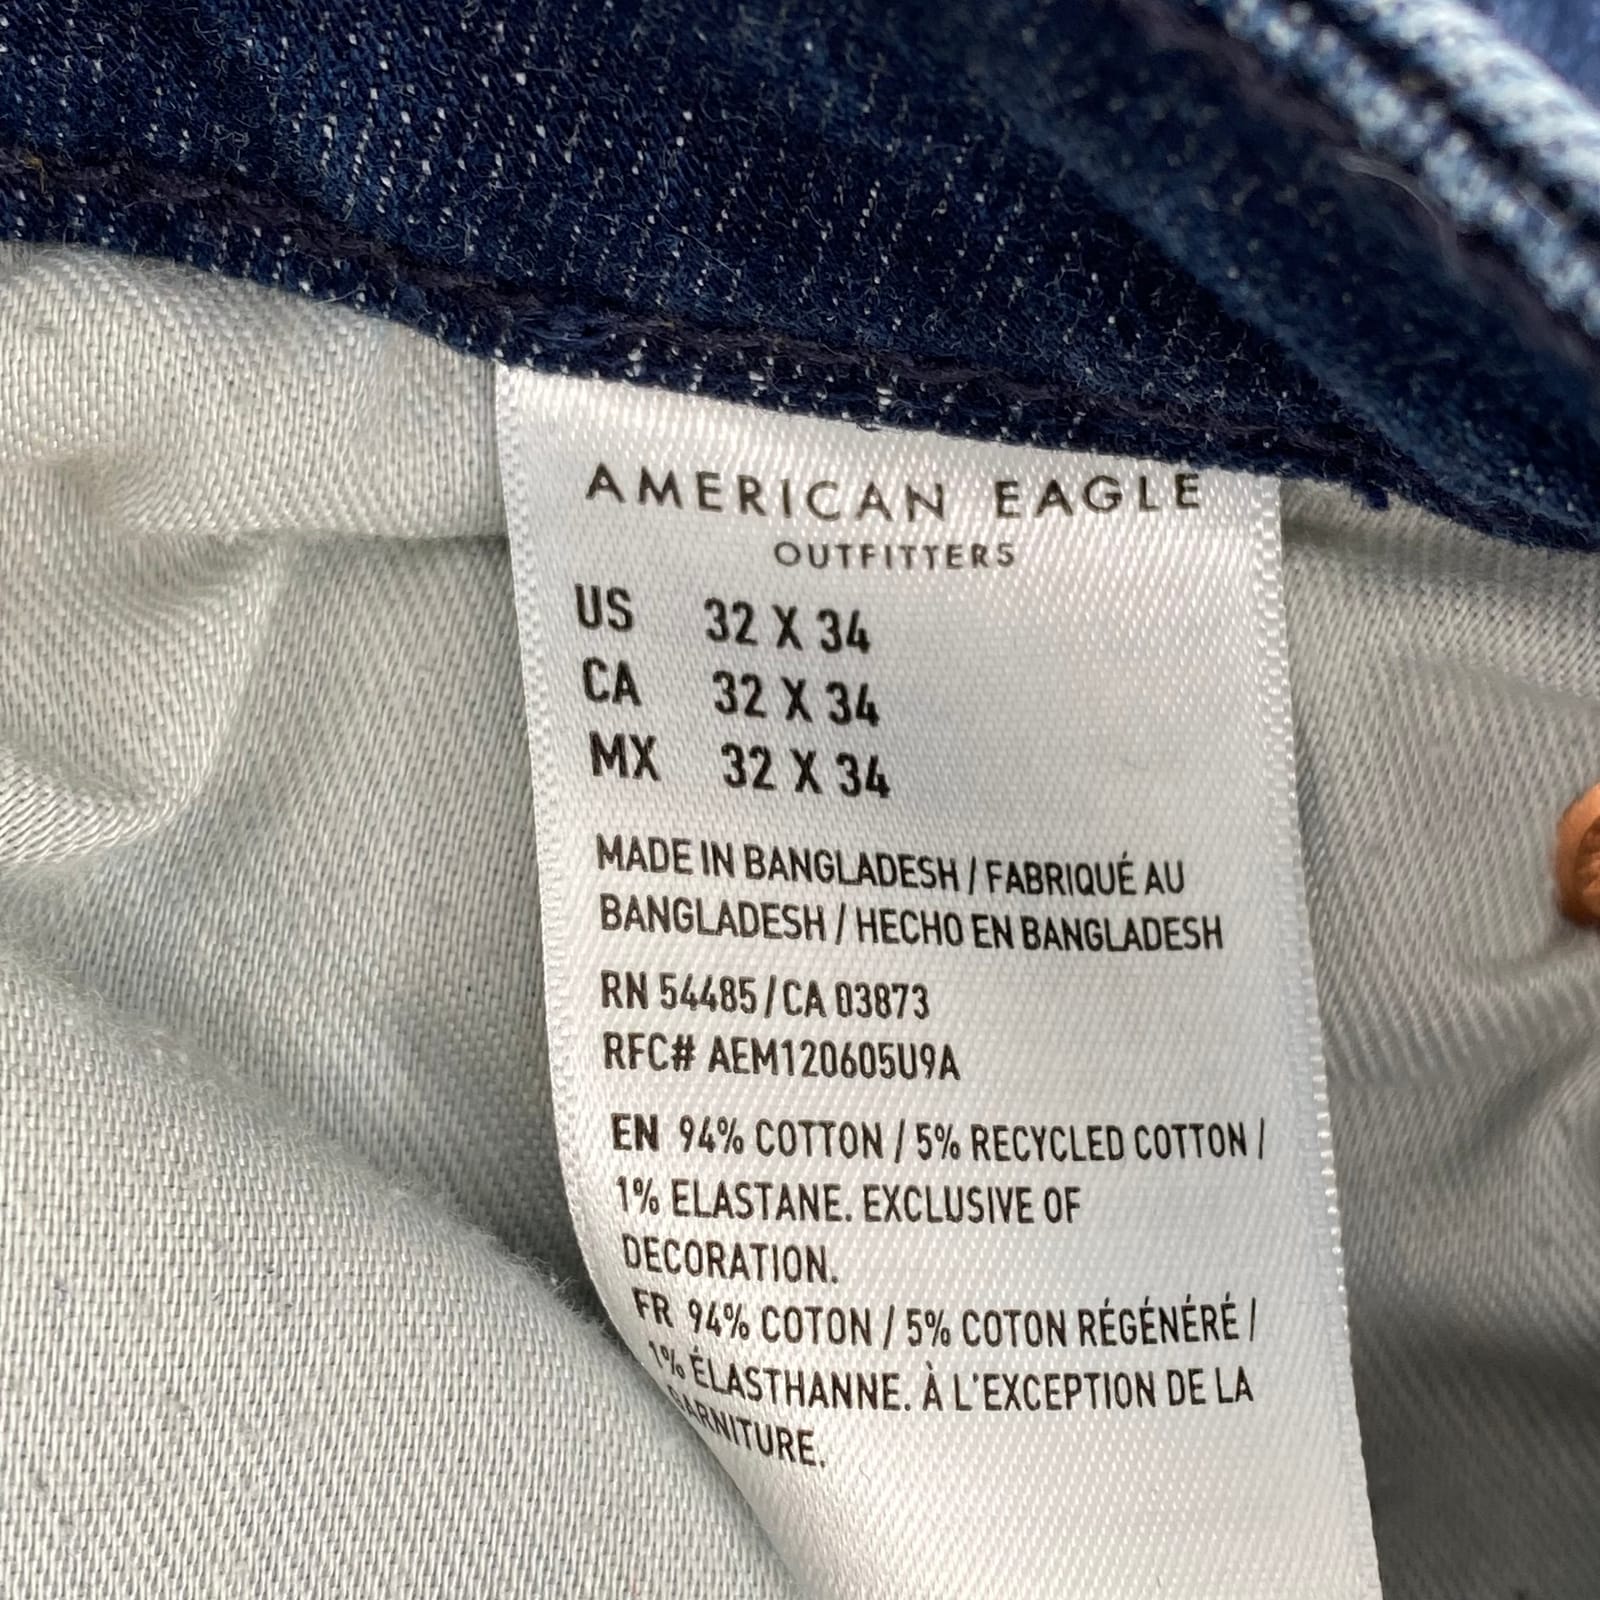 AMERICAN EAGLE
OUTFITTERS
US 32 X 34
CA 32 X 34
MX 32 X 34
MADE IN BANGLADESH / FABRIQUÉ AU
BANGLADESH / HECHO EN BANGLADESH
RN 54485 / CA 03873
RFC# AEM120605U9A
EN 94% COTTON / 5% RECYCLED COTTON /
1% ELASTANE. EXCLUSIVE OF
DECORATION.
FR 94% COTON / 5% COTON RÉGÉNÉRÉ /
1% ÉLASTHANNE. À L'EXCEPTION DE LA
GARNITURE.